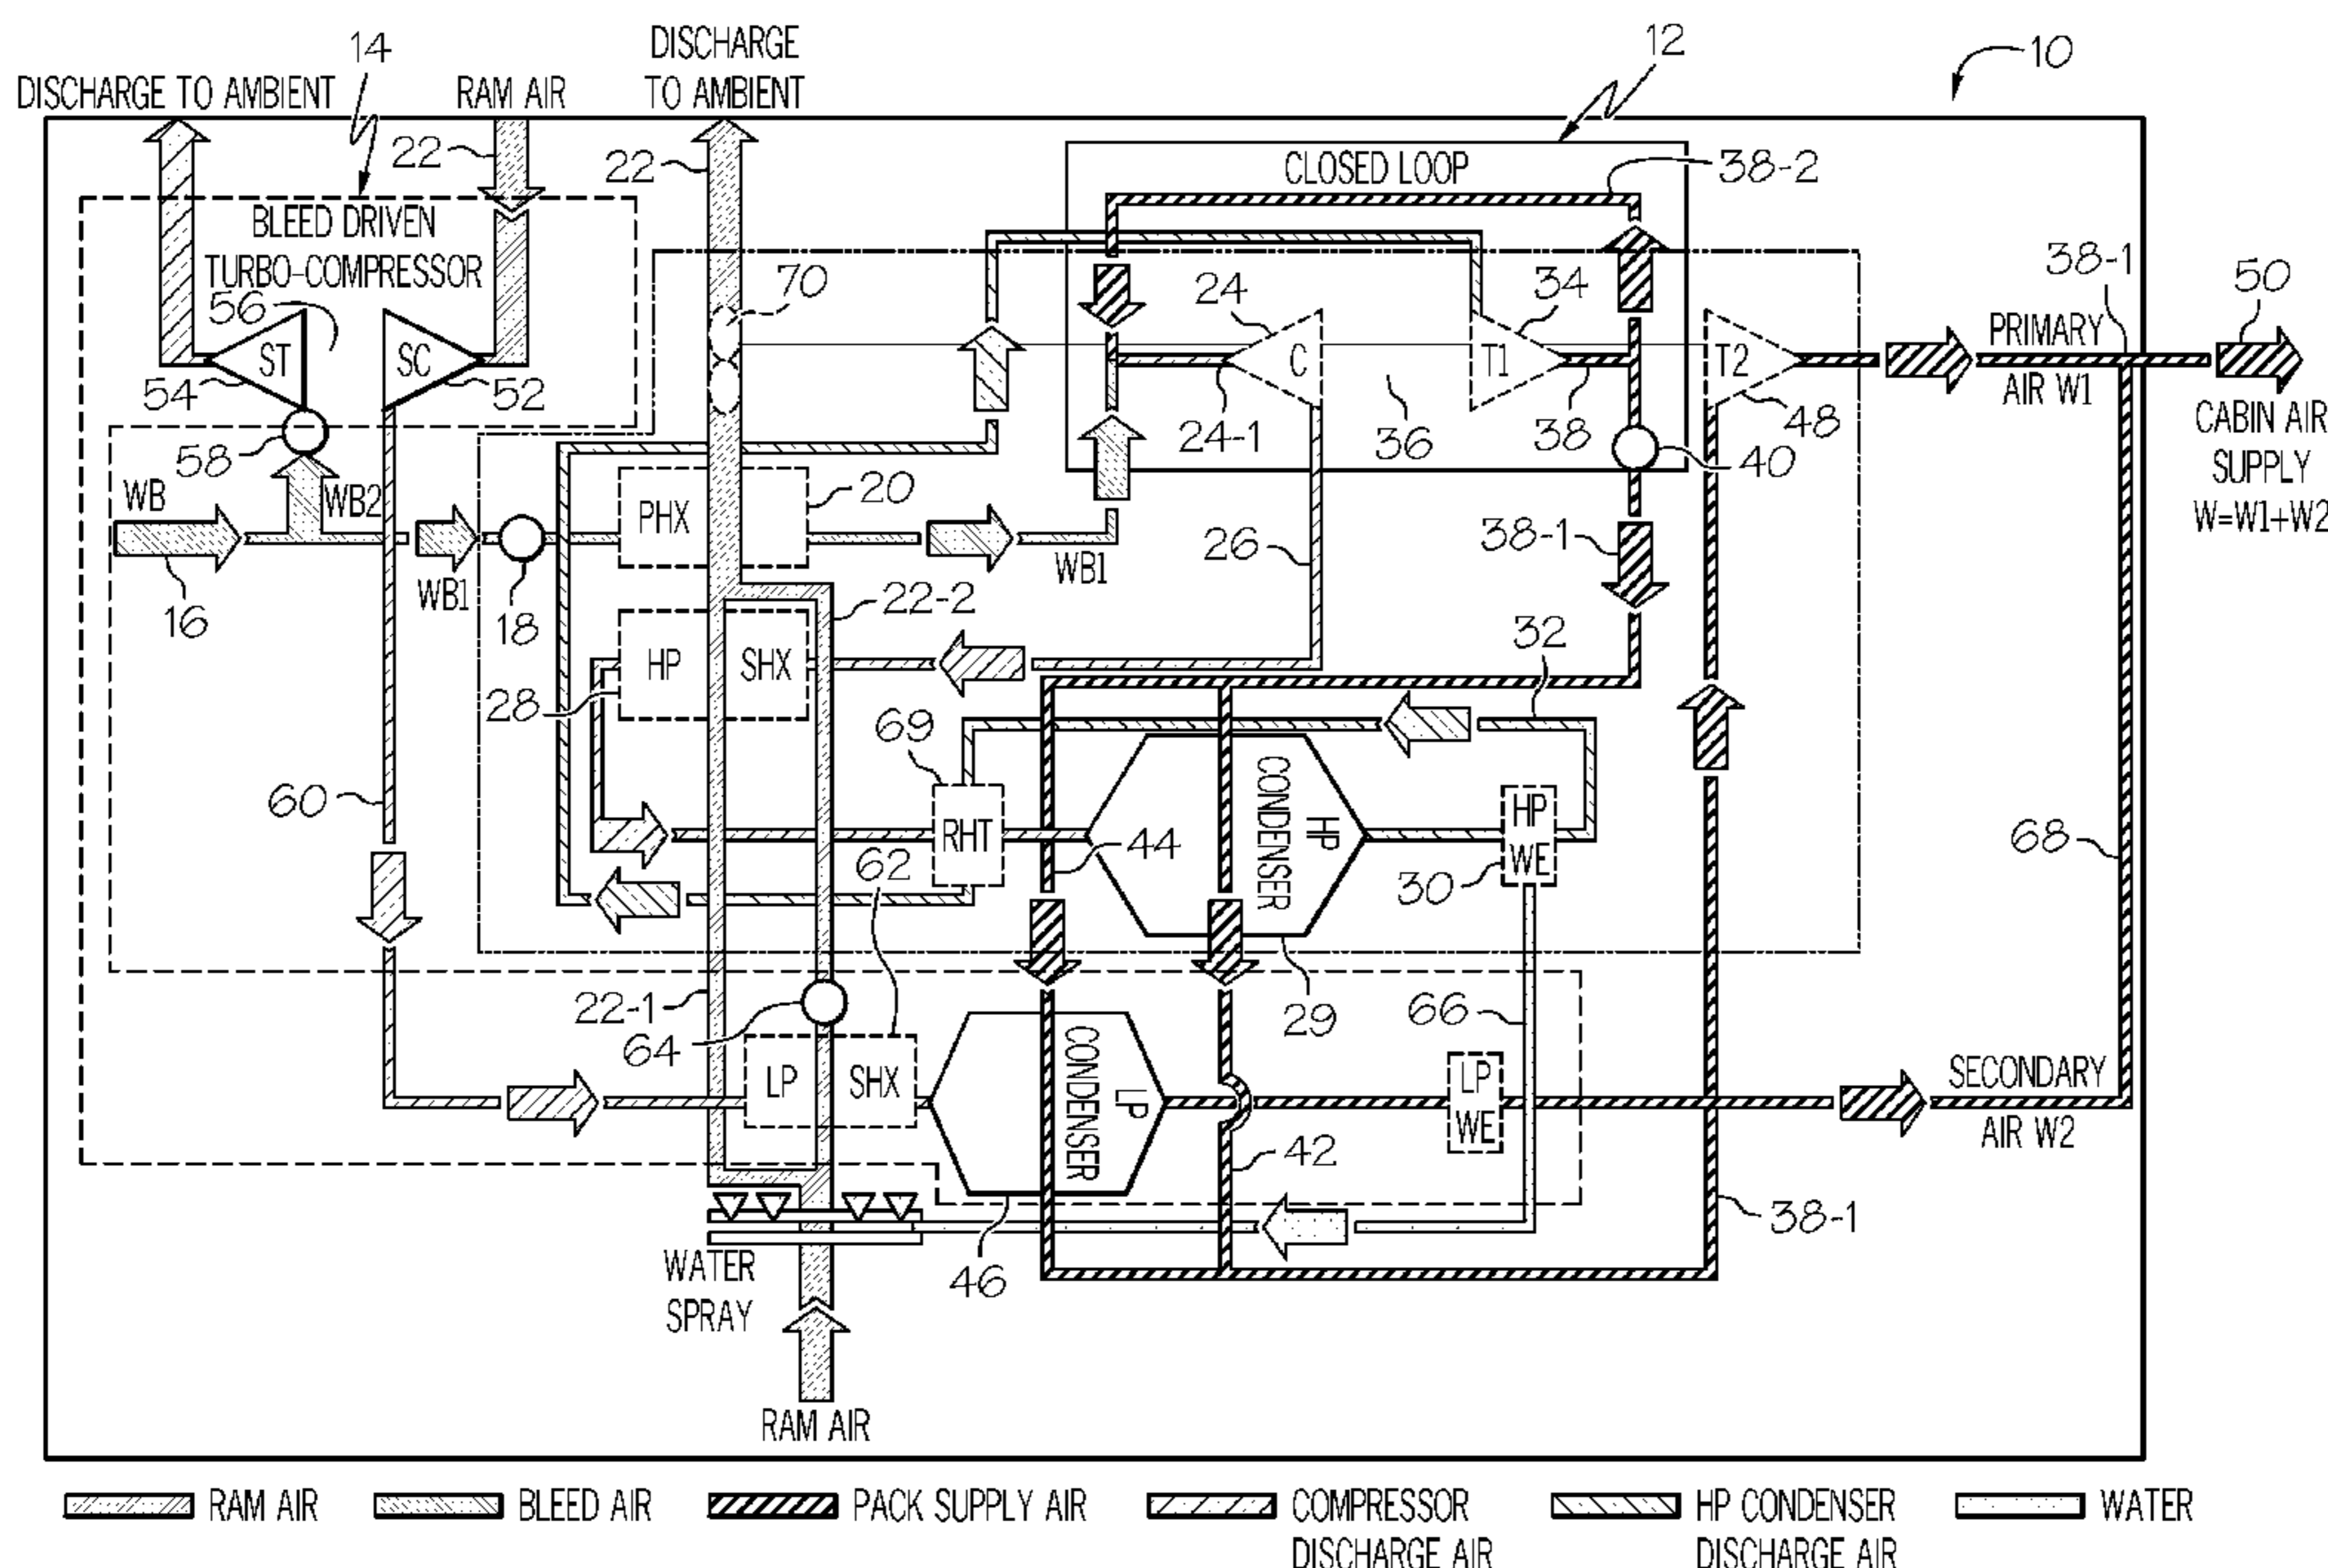 14
DISCHARGE
TO AMBIENT
12
10
DISCHARGE TO AMBIENT
RAM AIR
22
22
CLOSED LOOP
38-2
BLEED DRIVEN
TURBO-COMPRESSOR
56
70
24
34
38-1
50
ST
SC
C
T1
T2
PRIMARY
AIR W1
54
52
24-1
36
38
48
CABIN AIR
SUPPLY
W=W1+W2
58
40
WB
WB2
PHX
20
16
WB1
18
WB1
26
38-1
22-2
HP
SHX
28
32
69
60
RHT
HP
CONDENSER
HP
WE
44
62
30
68
22-1
64
29
66
LP
SHX
LP
CONDENSER
LP
WE
SECONDARY
AIR W2
42
38-1
WATER
SPRAY
46
RAM AIR
RAM AIR
BLEED AIR
PACK SUPPLY AIR
COMPRESSOR
DISCHARGE AIR
HP CONDENSER
DISCHARGE AIR
WATER